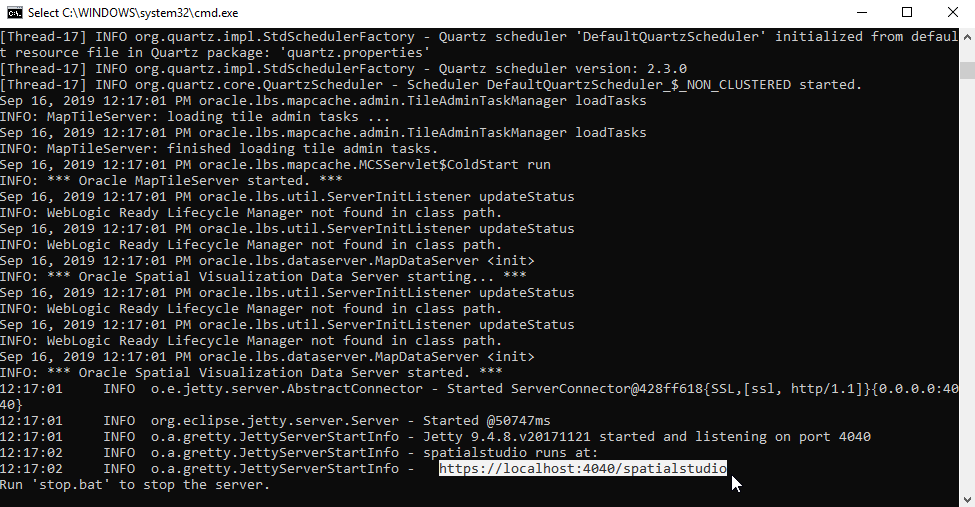 Select C:\WINDOWS\system32\cmd.exe
[Thread-17] INFO org.quartz.impl.StdSchedulerFactory - Quartz scheduler 'DefaultQuartzScheduler' initialized from defaul
t resource file in Quartz package: 'quartz.properties'
[Thread-17] INFO org.quartz.impl.StdSchedulerFactory - Quartz scheduler version: 2.3.0
[Thread-17] INFO org.quartz.core.QuartzScheduler - Scheduler DefaultQuartzScheduler_$_NON_CLUSTERED started.
Sep 16, 2019 12:17:01 PM oracle.lbs.mapcache.admin.TileAdminTaskManager loadTasks
INFO: MapTileServer: loading tile admin tasks ...
Sep 16, 2019 12:17:01 PM oracle.lbs.mapcache.admin.TileAdminTaskManager loadTasks
INFO: MapTileServer: finished loading tile admin tasks.
Sep 16, 2019 12:17:01 PM oracle.lbs.mapcache.MCSServlet$ColdStart run
INFO: *** Oracle MapTileServer started. ***
Sep 16, 2019 12:17:01 PM oracle.lbs.util.ServerInitListener updateStatus
INFO: WebLogic Ready Lifecycle Manager not found in class path.
Sep 16, 2019 12:17:01 PM oracle.lbs.util.ServerInitListener updateStatus
INFO: WebLogic Ready Lifecycle Manager not found in class path.
Sep 16, 2019 12:17:01 PM oracle.lbs.dataserver.MapDataServer <init>
INFO: *** Oracle Spatial Visualization Data Server starting... ***
Sep 16, 2019 12:17:01 PM oracle.lbs.util.ServerInitListener updateStatus
INFO: WebLogic Ready Lifecycle Manager not found in class path.
Sep 16, 2019 12:17:01 PM oracle.lbs.util.ServerInitListener updateStatus
INFO: WebLogic Ready Lifecycle Manager not found in class path.
Sep 16, 2019 12:17:01 PM oracle.lbs.dataserver.MapDataServer <init>
INFO: *** Oracle Spatial Visualization Data Server started. ***
12:17:01     INFO  o.e.jetty.server.AbstractConnector - Started ServerConnector@428ff618{SSL,[ssl, http/1.1]}{0.0.0.0:40
40}
12:17:01     INFO  org.eclipse.jetty.server.Server - Started @50747ms
12:17:01     INFO  o.a.gretty.JettyServerStartInfo - Jetty 9.4.8.v20171121 started and listening on port 4040
12:17:02     INFO  o.a.gretty.JettyServerStartInfo - spatialstudio runs at:
12:17:02     INFO  o.a.gretty.JettyServerStartInfo -   https://localhost:4040/spatialstudio
Run 'stop.bat' to stop the server.